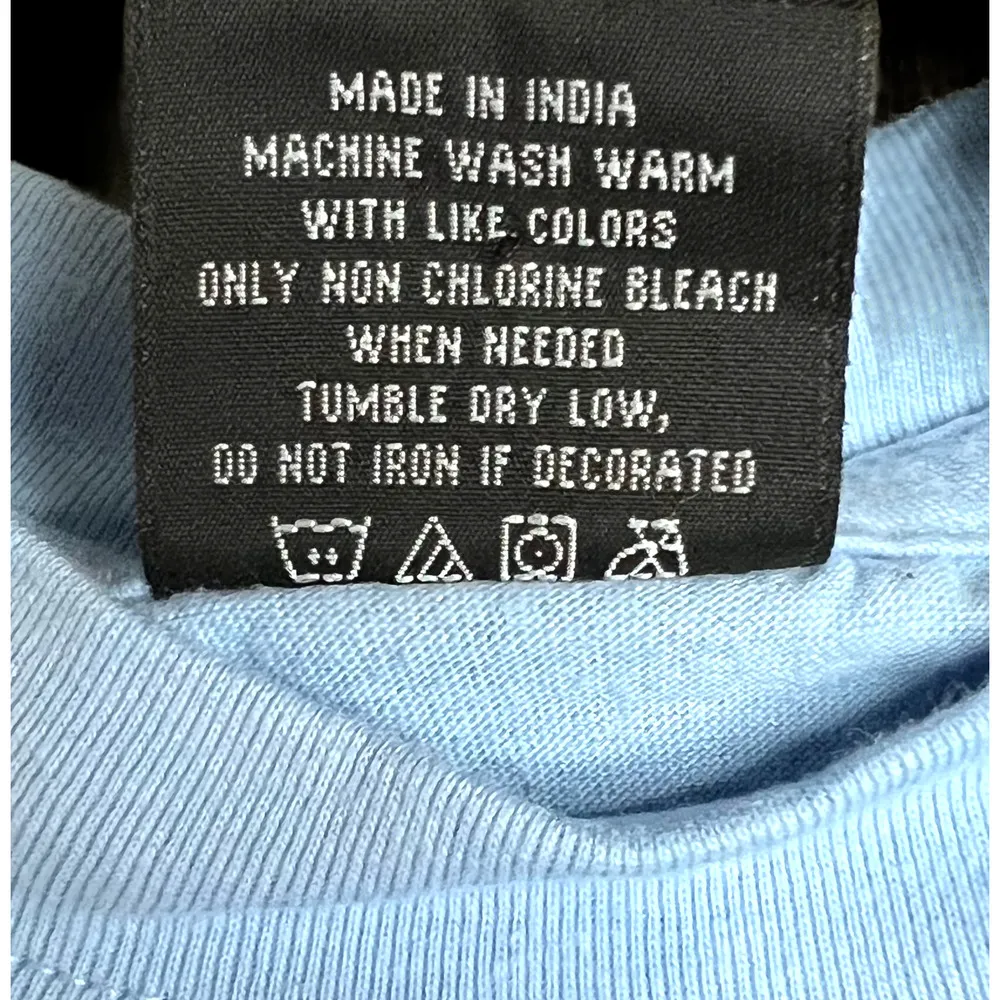 MADE IN INDIA
MACHINE WASH WARM
WITH LIKE COLORS
ONLY NON CHLORINE BLEACH
WHEN NEEDED
TUMBLE DRY LOW,
DO NOT IRON IF DECORATED